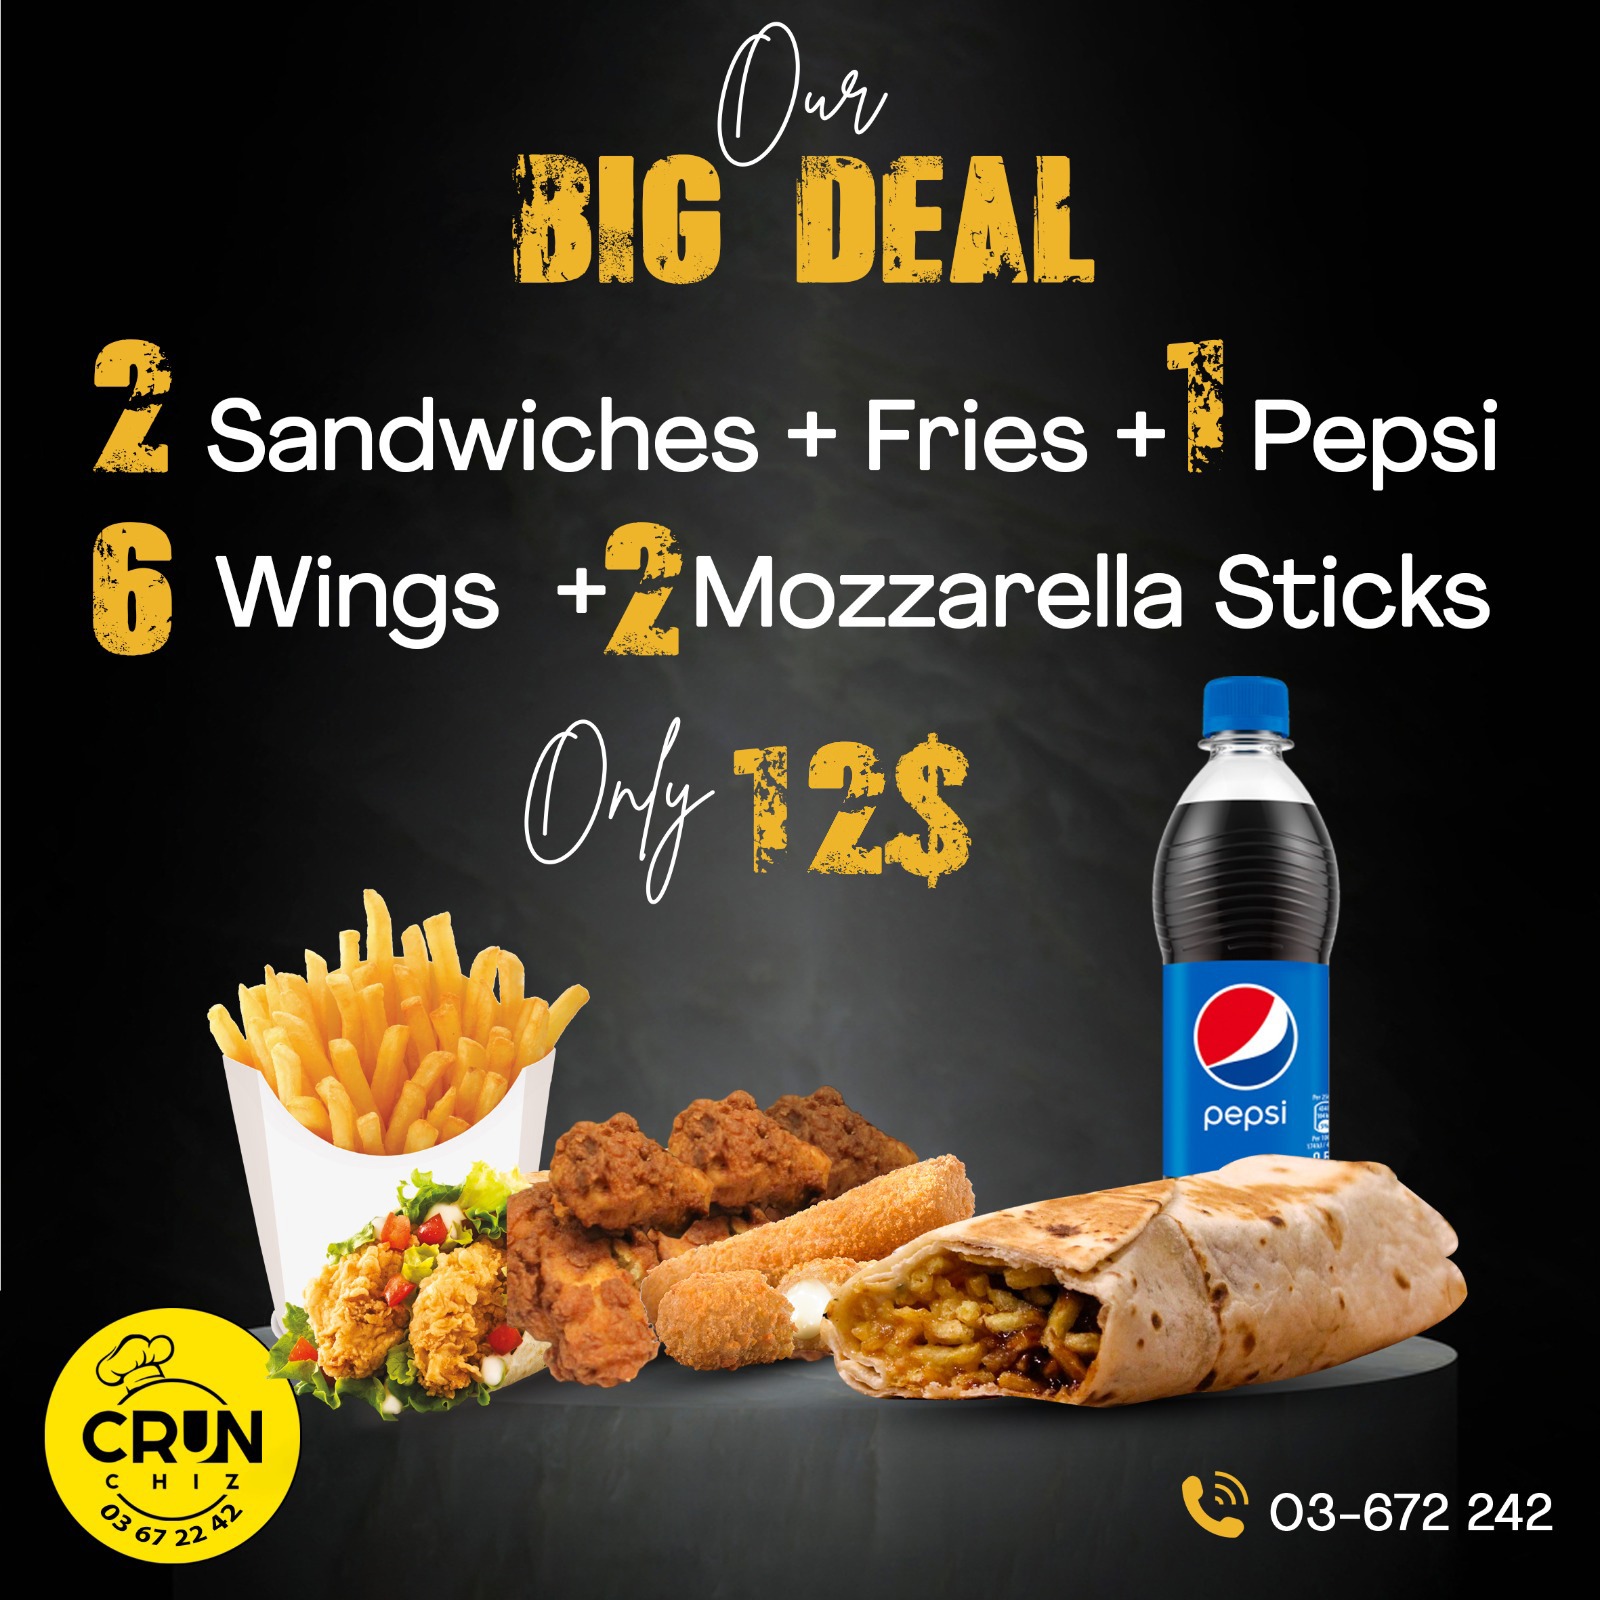 Our
BIG DEAL
2 Sandwiches + Fries + 1 Pepsi
6 Wings + 2 Mozzarella Sticks
Only 12$
pepsi
CRUN
CHIZ
03 67 22 42
03-672 242